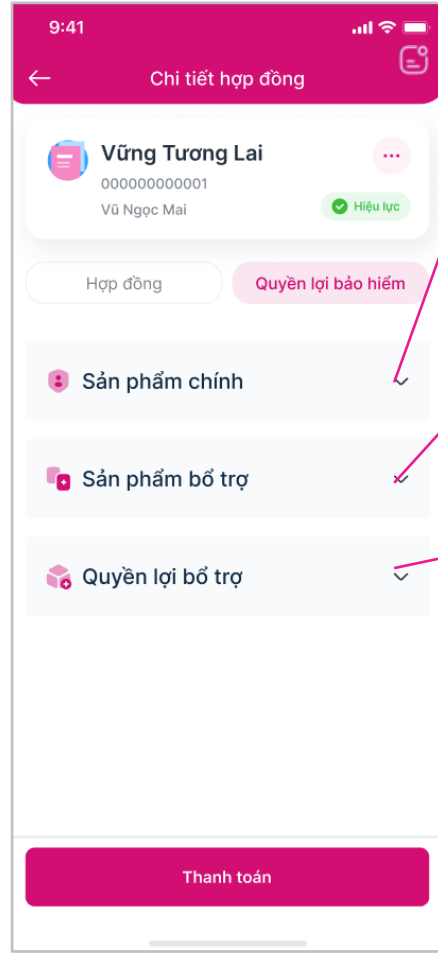 9:41
Chi tiết hợp đồng
Vững Tương Lai
000000000001
Vũ Ngọc Mai
Hiệu lực
Hợp đồng
Quyền lợi bảo hiểm
Sản phẩm chính
Sản phẩm bổ trợ
Quyền lợi bổ trợ
Thanh toán